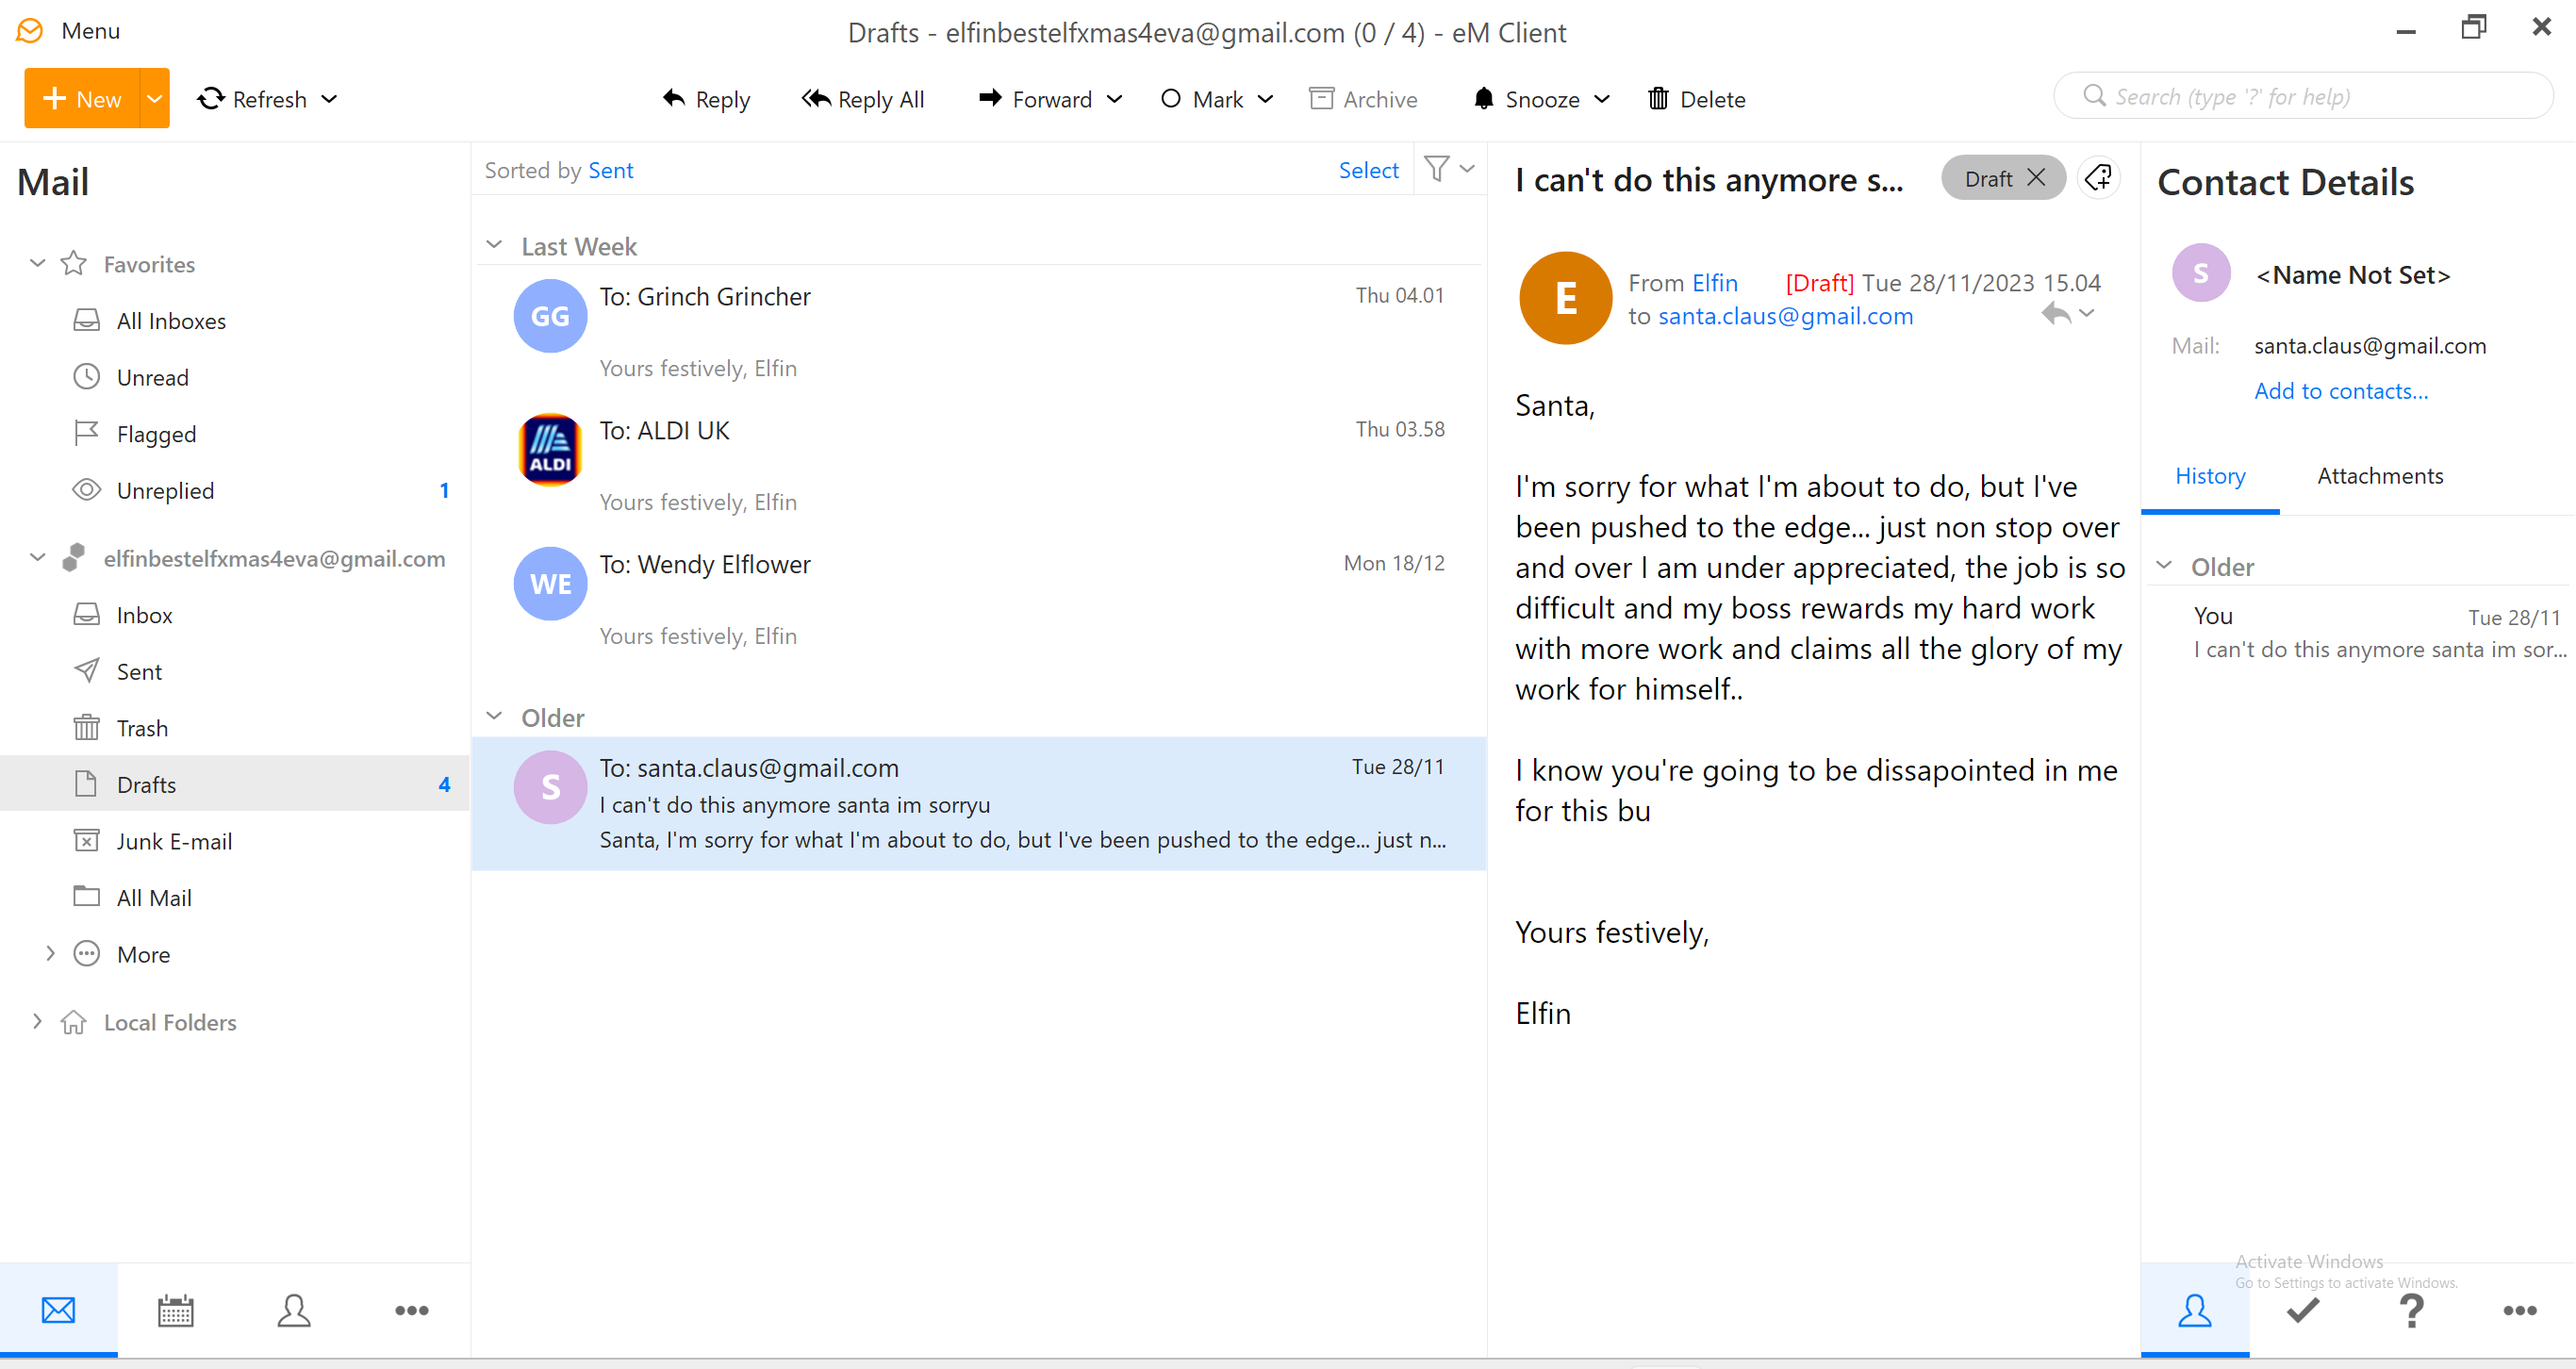 Menu
Drafts - elfinbestelfxmas4eva@gmail.com (0 / 4) - eM Client
New
Refresh
Reply
Reply All
Forward
Mark
Archive
Snooze
Delete
Search (type '?' for help)
Mail
Favorites
All Inboxes
Unread
Flagged
Unreplied 1
elfinbestelfxmas4eva@gmail.com
Inbox
Sent
Trash
Drafts 4
Junk E-mail
All Mail
More
Local Folders
Sorted by Sent
Select
Last Week
GG
To: Grinch Grincher
Thu 04.01
Yours festively, Elfin
ALDI
To: ALDI UK
Thu 03.58
Yours festively, Elfin
WE
To: Wendy Elflower
Mon 18/12
Yours festively, Elfin
Older
S
To: santa.claus@gmail.com
Tue 28/11
I can't do this anymore santa im sorryu
Santa, I'm sorry for what I'm about to do, but I've been pushed to the edge... just n...
I can't do this anymore s...
Draft
E
From Elfin
[Draft] Tue 28/11/2023 15.04
to santa.claus@gmail.com
Santa,
I'm sorry for what I'm about to do, but I've
been pushed to the edge... just non stop over
and over I am under appreciated, the job is so
difficult and my boss rewards my hard work
with more work and claims all the glory of my
work for himself..
I know you're going to be dissapointed in me
for this bu
Yours festively,
Elfin
Contact Details
S
<Name Not Set>
Mail: santa.claus@gmail.com
Add to contacts...
History
Attachments
Older
You
Tue 28/11
I can't do this anymore santa im sor...
Activate Windows
Go to Settings to activate Windows.